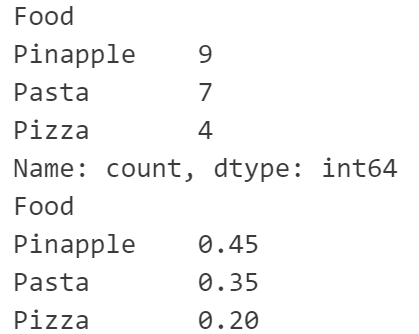 Food
Pinapple    9
Pasta       7
Pizza       4
Name: count, dtype: int64
Food
Pinapple    0.45
Pasta       0.35
Pizza       0.20